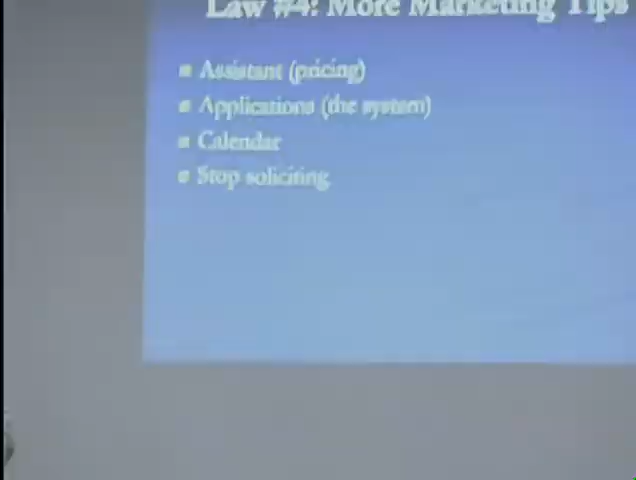 Law #4: More Marketing Tips
Assistant (pricing)
Applications (the system)
Calendar
Stop soliciting